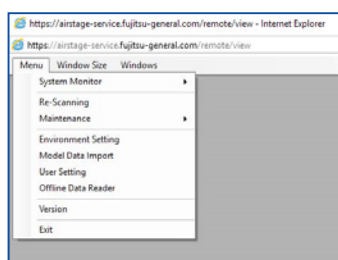 https://airstage-service.fujitsu-general.com/remote/view - Internet Explorer
https://airstage-service.fujitsu-general.com/remote/view
Menu Window Size Windows
System Monitor
Re-Scanning
Maintenance
Environment Setting
Model Data Import
User Setting
Offline Data Reader
Version
Exit